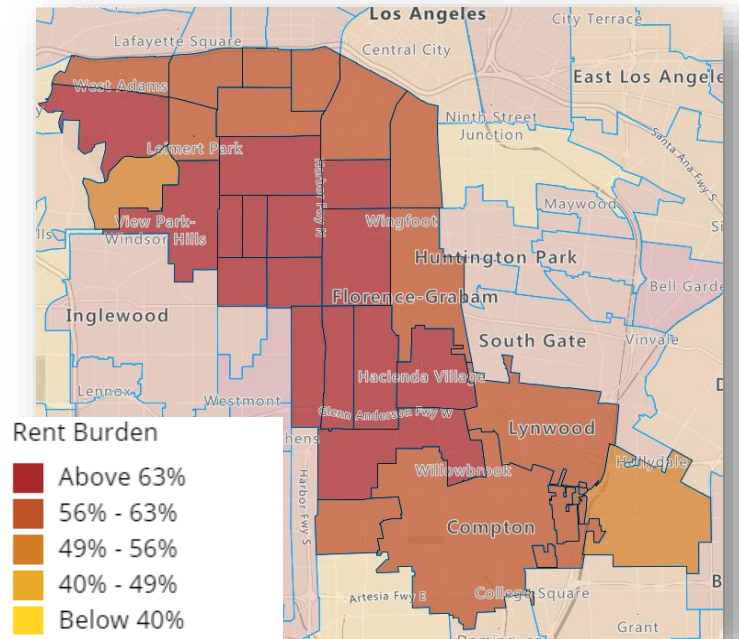 Los Angeles
City Terrace
Lafayette Square
Central City
East Los Angele
West Adams
Ninth Street
Junction
Santa Ana Fwy S
Leimert Park
Harbor Fwy N
Maywood
View Park-
Windsor Hills
Wingfoot
Huntington Park
Bell Garde
Florence-Graham
Inglewood
South Gate
Vinvale
Lennox
Westmont
Hacienda Village
Glenn Anderson Fwy W
Lynwood
Hollydale
Willowbrook
Harbor Fwy S
Compton
Artesia Fwy E
College Square
Grant
Rent Burden
Above 63%
56% - 63%
49% - 56%
40% - 49%
Below 40%